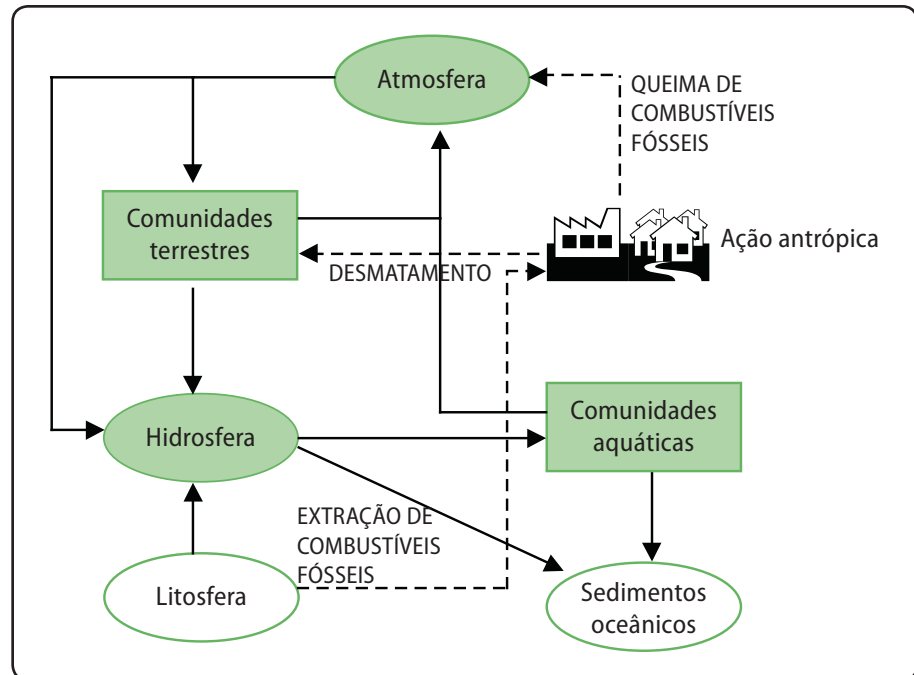 Atmosfera
QUEIMA DE
COMBUSTÍVEIS
FÓSSEIS
Comunidades
terrestres
Ação antrópica
DESMATAMENTO
Comunidades
aquáticas
Hidrosfera
EXTRAÇÃO DE
COMBUSTÍVEIS
FÓSSEIS
Litosfera
Sedimentos
oceânicos